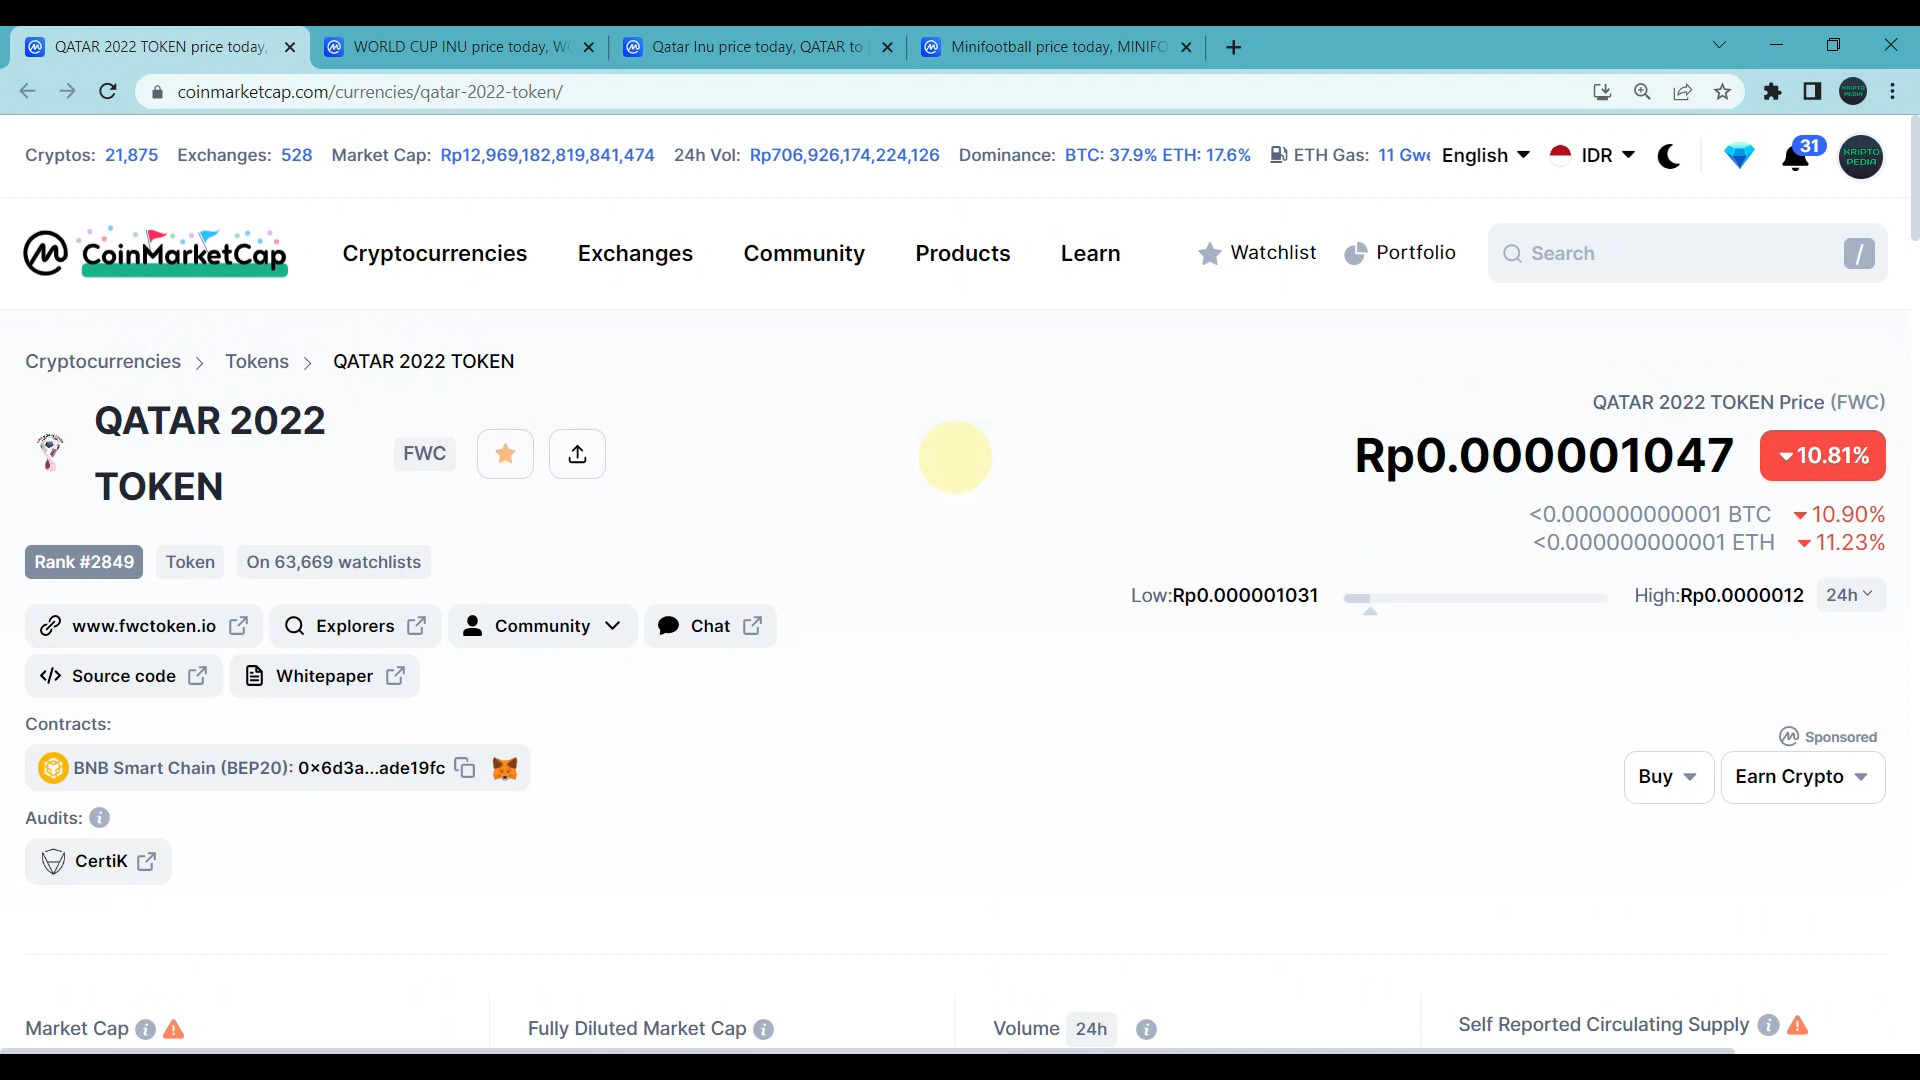 QATAR 2022 TOKEN price today,
WORLD CUP INU price today, W
Qatar Inu price today, QATAR to
Minifootball price today, MINIFO
coinmarketcap.com/currencies/qatar-2022-token/
Cryptos: 21,875 Exchanges: 528 Market Cap: Rp12,969,182,819,841,474 24h Vol: Rp706,926,174,224,126 Dominance: BTC: 37.9% ETH: 17.6% ETH Gas: 11 Gwe English IDR 31 KRIPTO PEDIA
CoinMarketCap Cryptocurrencies Exchanges Community Products Learn Watchlist Portfolio Search /
Cryptocurrencies > Tokens > QATAR 2022 TOKEN
QATAR 2022
TOKEN
FWC
QATAR 2022 TOKEN Price (FWC)
Rp0.000001047 10.81%
<0.000000000001 BTC 10.90%
<0.000000000001 ETH 11.23%
Low:Rp0.000001031 High:Rp0.0000012 24h
Rank #2849 Token On 63,669 watchlists
www.fwctoken.io Explorers Community Chat
</> Source code Whitepaper
Contracts:
BNB Smart Chain (BEP20): 0x6d3a...ade19fc
Sponsored
Buy Earn Crypto
Audits:
CertiK
Market Cap Fully Diluted Market Cap Volume 24h Self Reported Circulating Supply